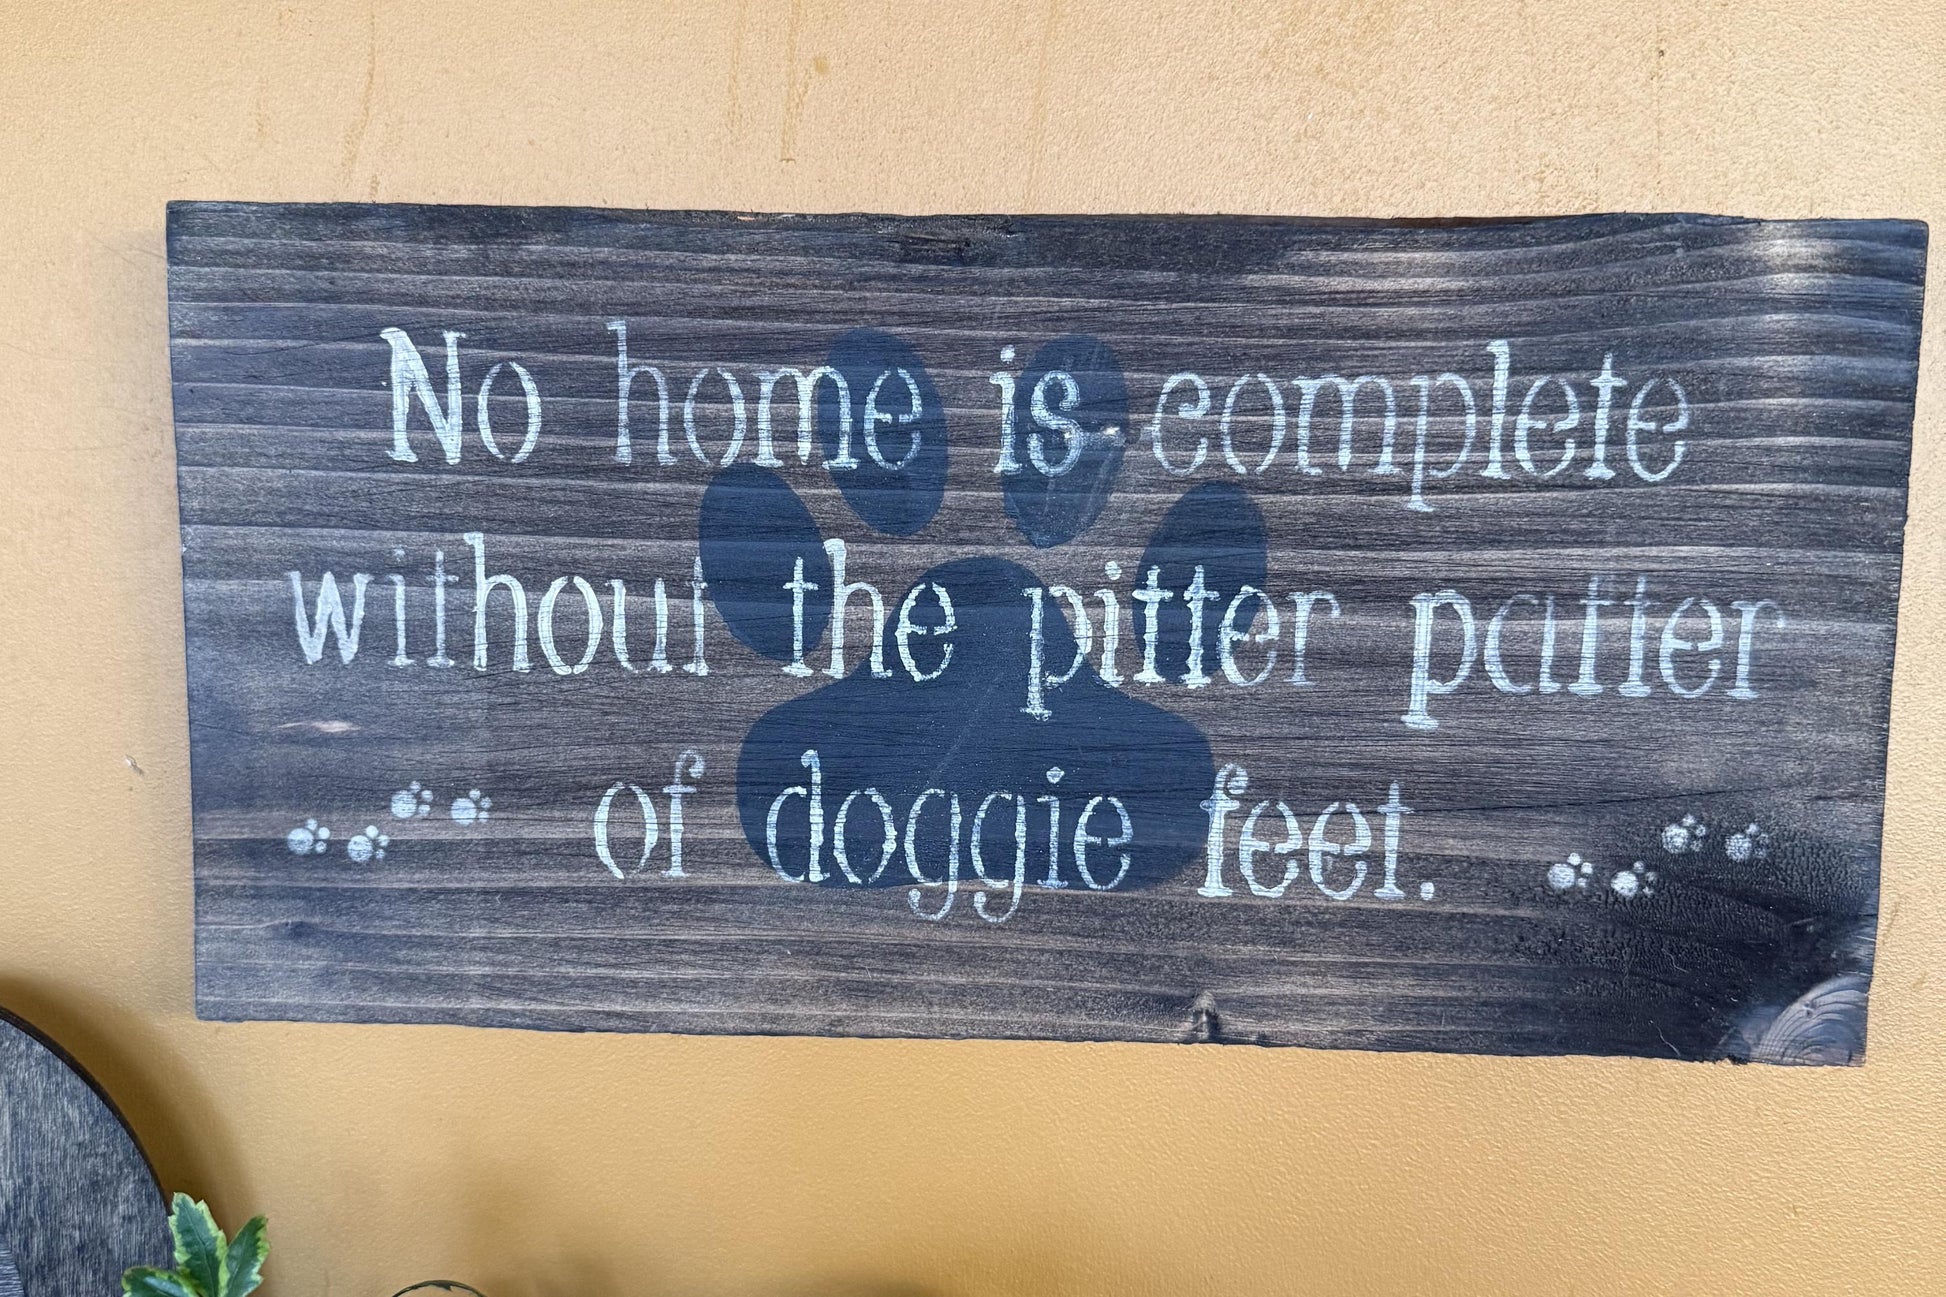 No home is complete
without the pitter patter
of doggie feet.